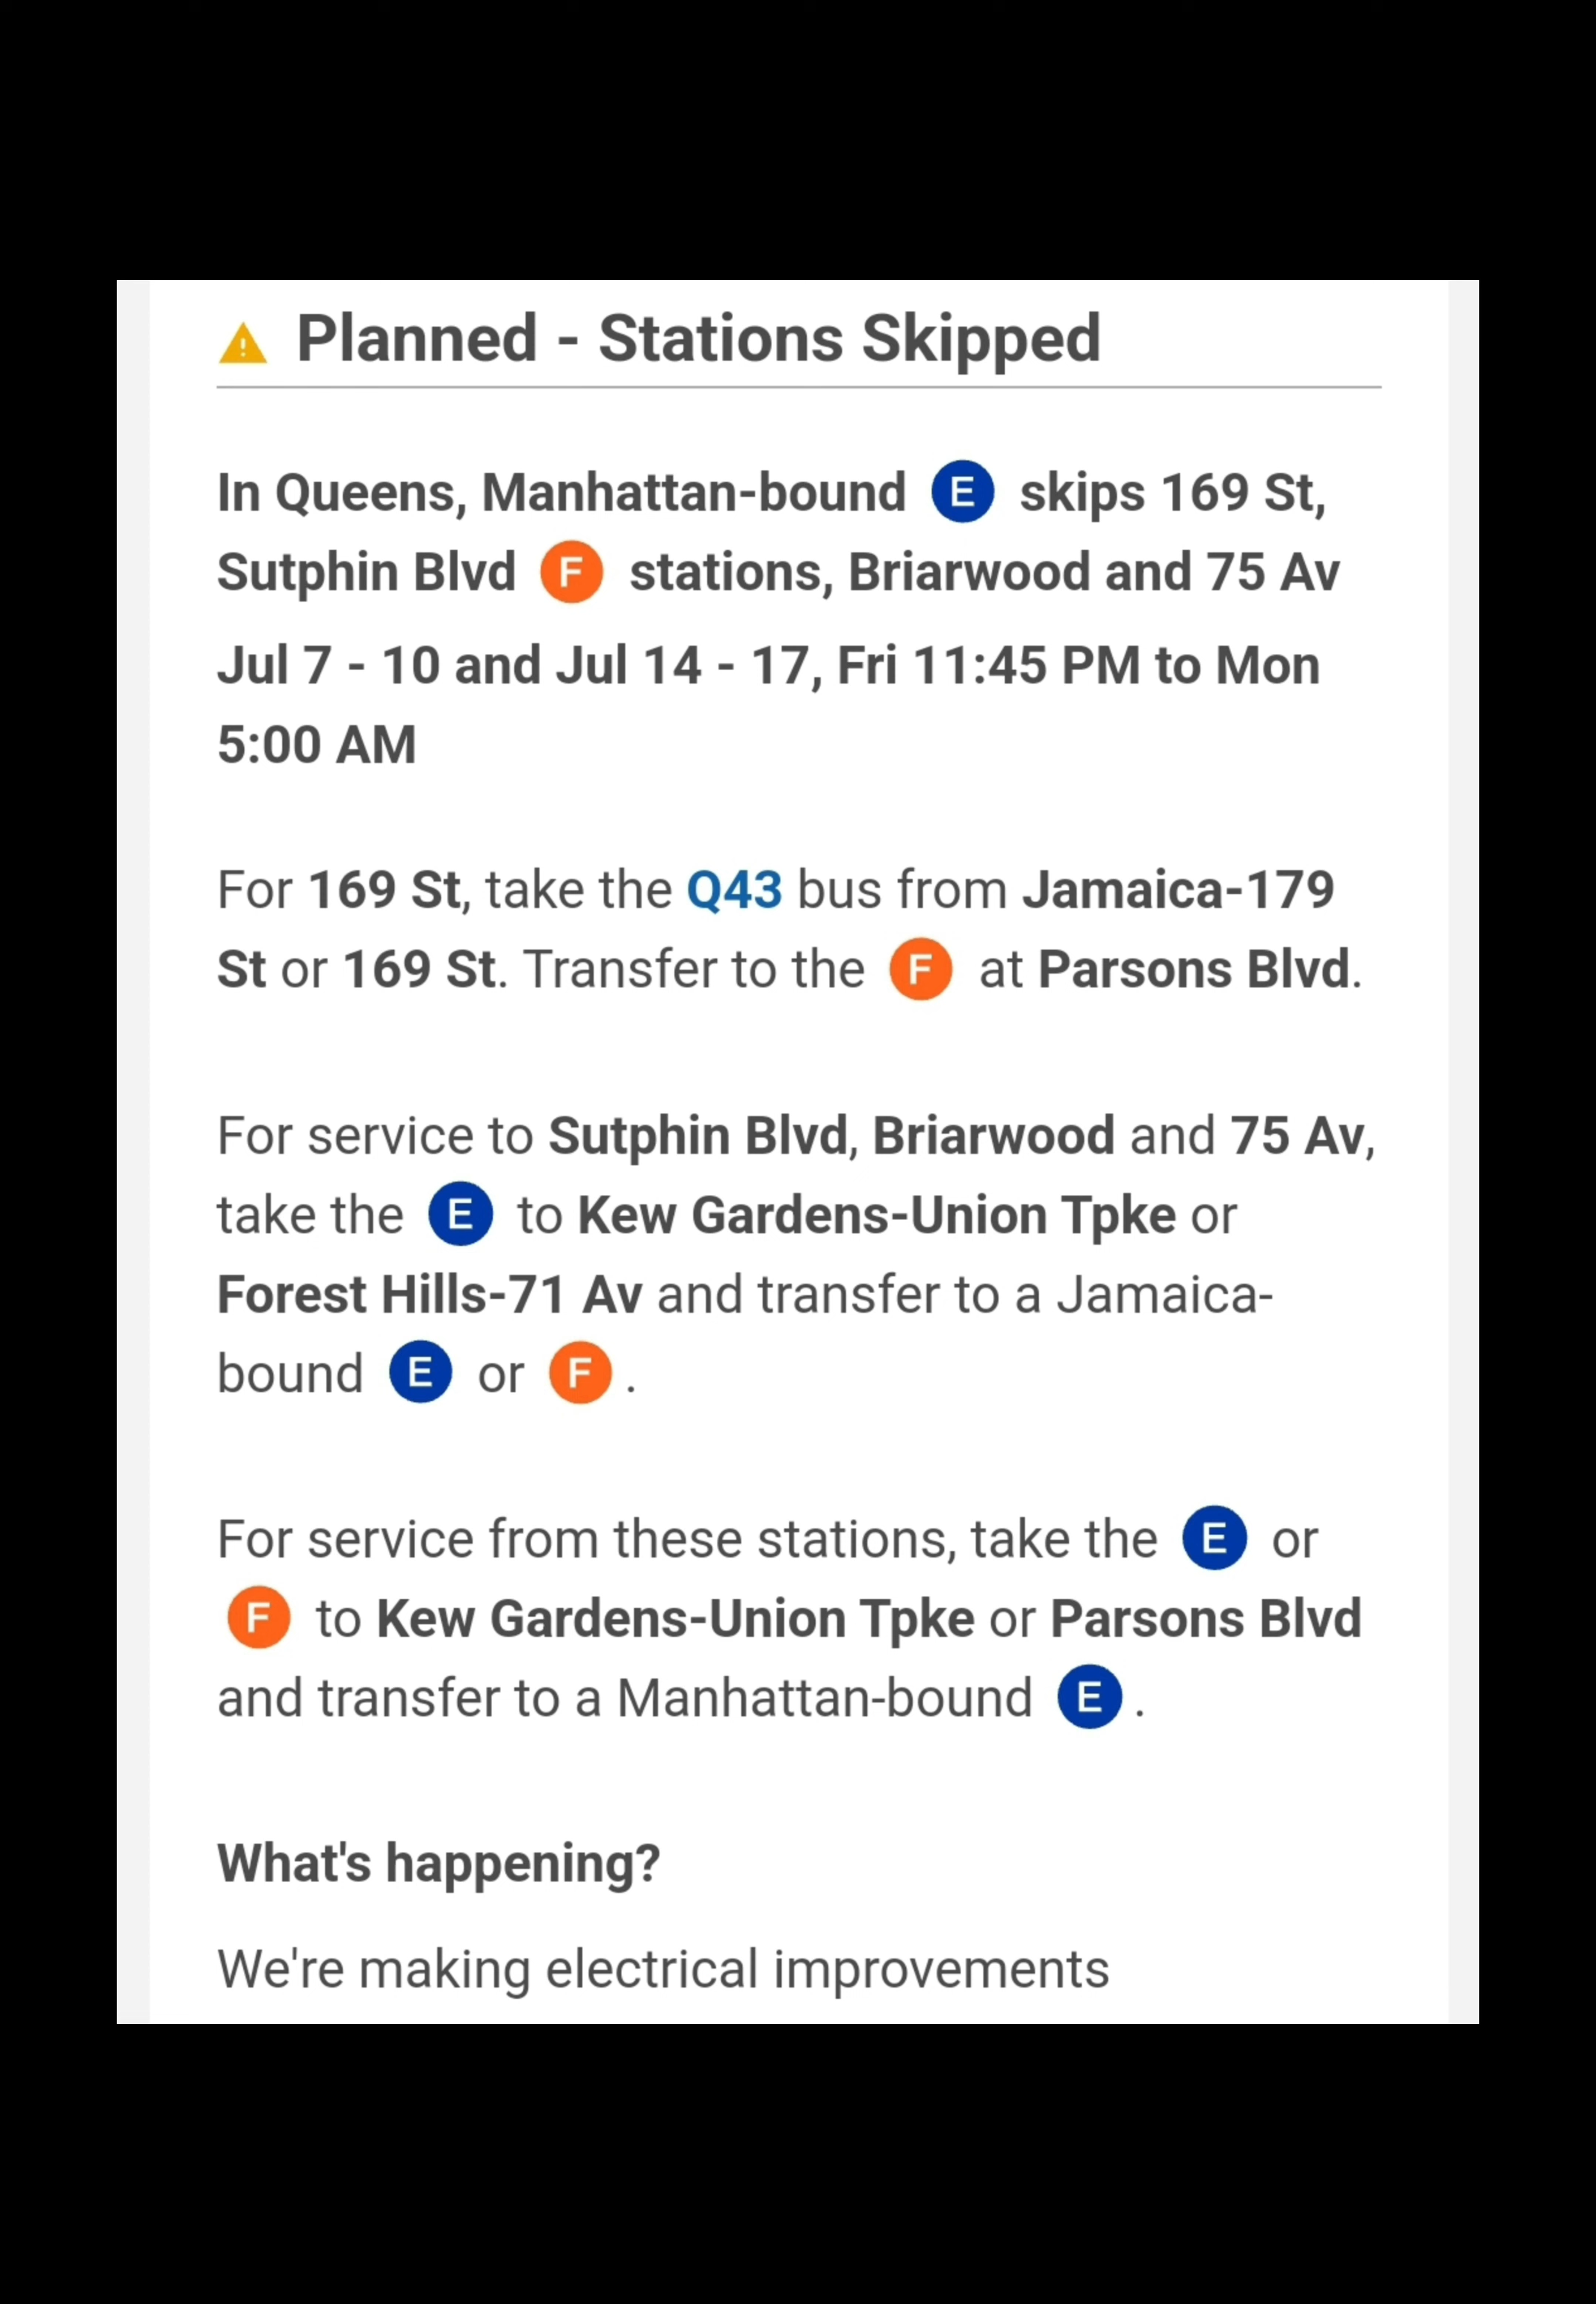 Planned - Stations Skipped
In Queens, Manhattan-bound E skips 169 St,
Sutphin Blvd F stations, Briarwood and 75 Av
Jul 7 - 10 and Jul 14 - 17, Fri 11:45 PM to Mon
5:00 AM
For 169 St, take the Q43 bus from Jamaica-179
St or 169 St. Transfer to the F at Parsons Blvd.
For service to Sutphin Blvd, Briarwood and 75 Av,
take the E to Kew Gardens-Union Tpke or
Forest Hills-71 Av and transfer to a Jamaica-
bound E or F .
For service from these stations, take the E or
F to Kew Gardens-Union Tpke or Parsons Blvd
and transfer to a Manhattan-bound E .
What's happening?
We're making electrical improvements